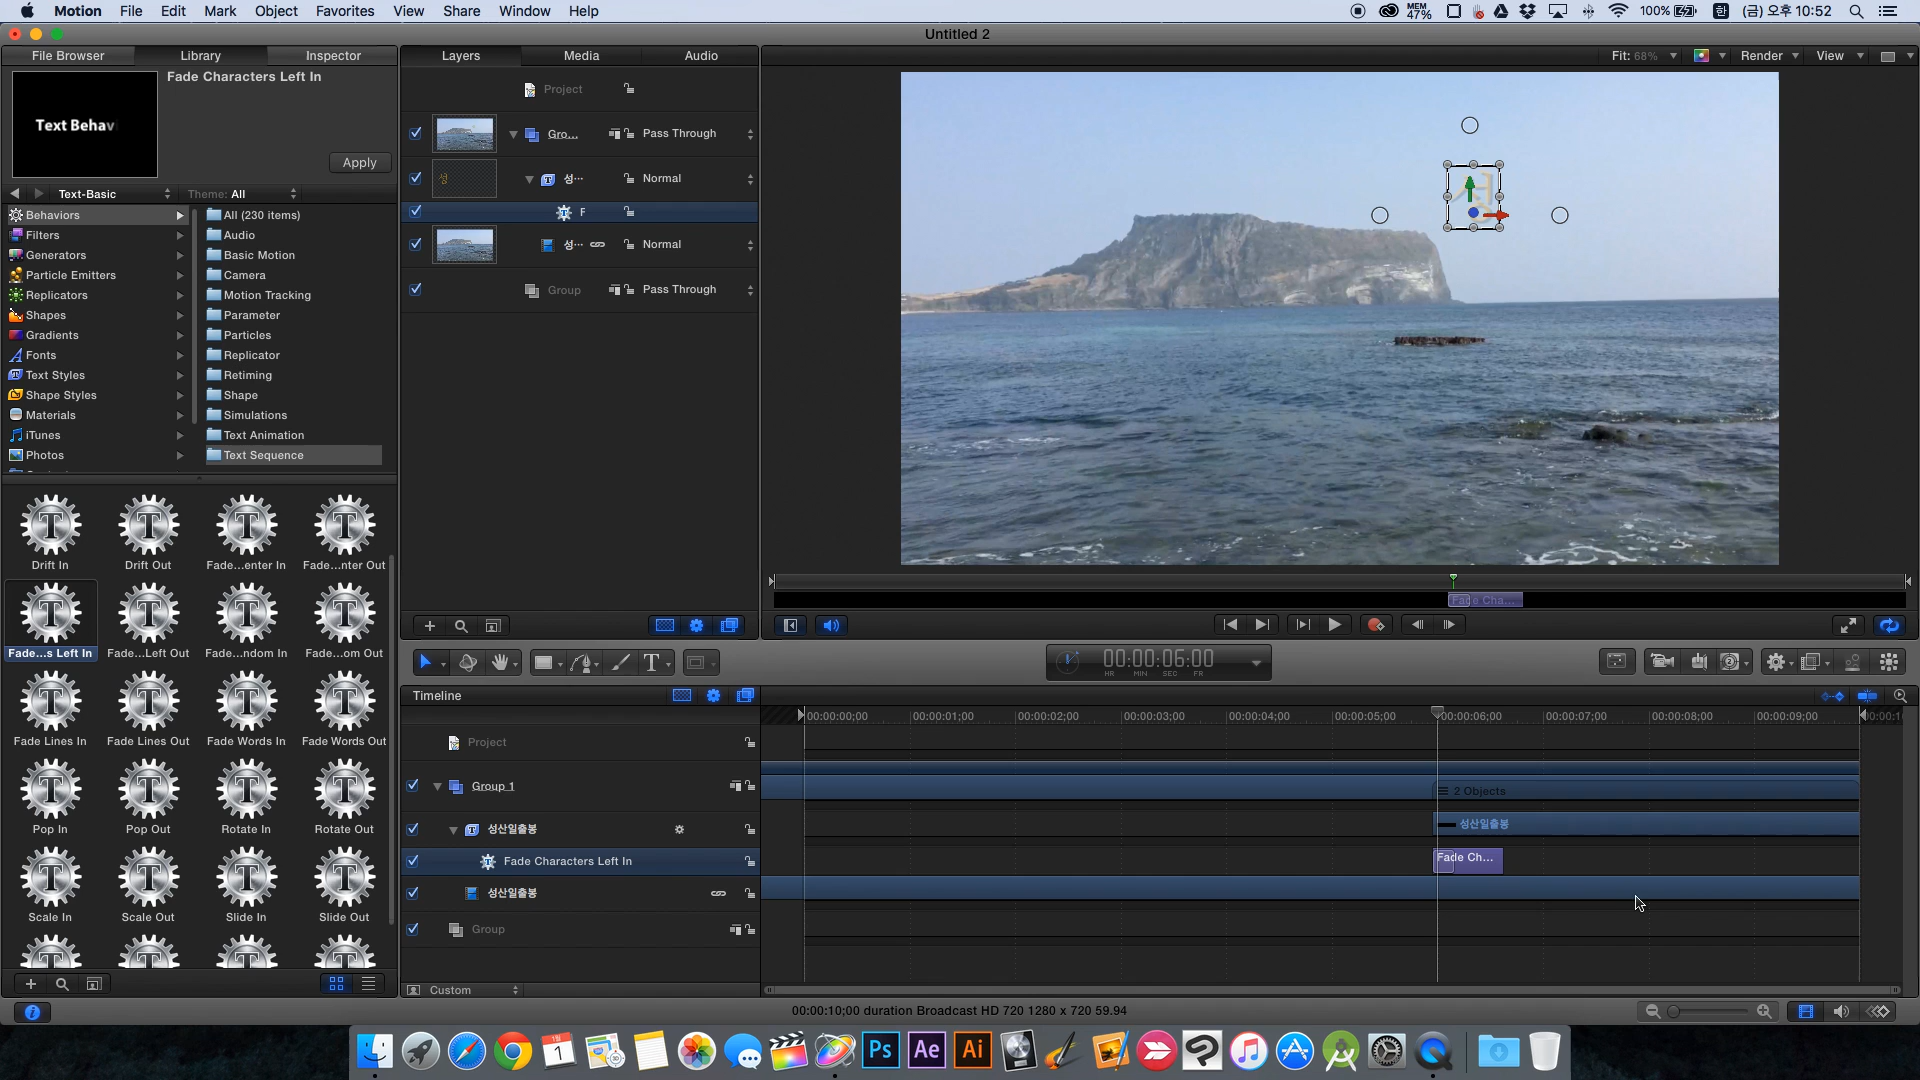 Motion File Edit Mark Object Favorites View Share Window Help MEM 47% 100% 한 (금) 오후 10:52
Untitled 2
File Browser Library Inspector
Layers Media Audio
Fit: 68% Render View
Fade Characters Left In
Text Behav
Apply
Text-Basic Theme: All
Behaviors
Filters
Generators
Particle Emitters
Replicators
Shapes
Gradients
Fonts
Text Styles
Shape Styles
Materials
iTunes
Photos
All (230 items)
Audio
Basic Motion
Camera
Motion Tracking
Parameter
Particles
Replicator
Retiming
Shape
Simulations
Text Animation
Text Sequence
Drift In Drift Out Fade...enter In Fade...nter Out
Fade...s Left In Fade...Left Out Fade...ndom In Fade...om Out
Fade Lines In Fade Lines Out Fade Words In Fade Words Out
Pop In Pop Out Rotate In Rotate Out
Scale In Scale Out Slide In Slide Out
Project
Gro... Pass Through
성··· Normal
F
성··· Normal
Group Pass Through
Fade Cha...
00:00:06:00
HR MIN SEC FR
Timeline
00:00:00;00 00:00:01;00 00:00:02;00 00:00:03;00 00:00:04;00 00:00:05;00 00:00:06;00 00:00:07;00 00:00:08;00 00:00:09;00
Project
Group 1 2 Objects
성산일출봉 성산일출봉
Fade Characters Left In Fade Ch...
성산일출봉
Group
Custom
00:00:10;00 duration Broadcast HD 720 1280 x 720 59.94
1
Ps Ae Ai